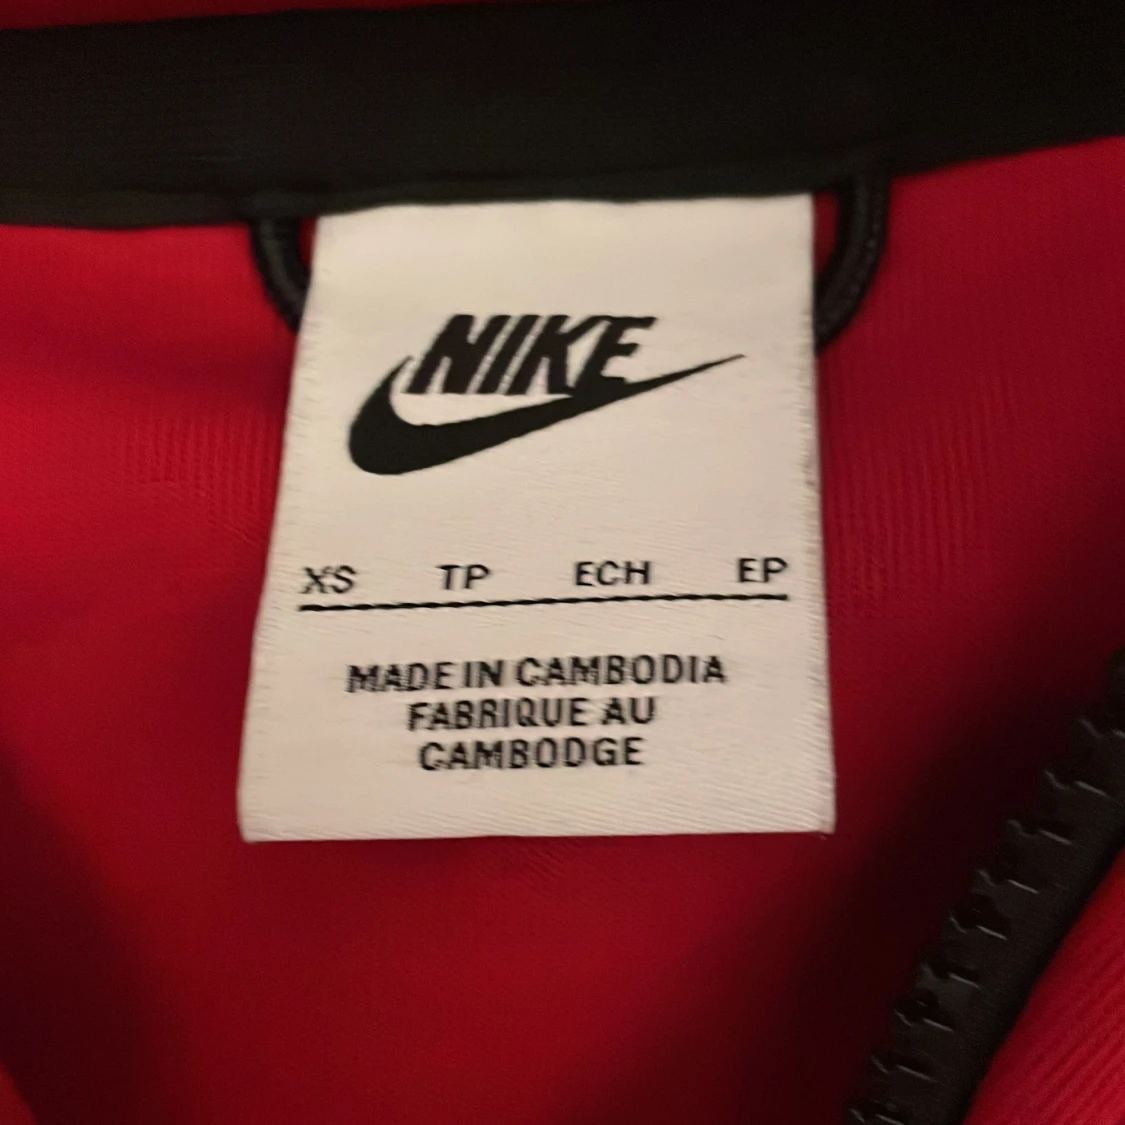 NIKE
XS TP ECH EP
MADE IN CAMBODIA
FABRIQUE AU
CAMBODGE